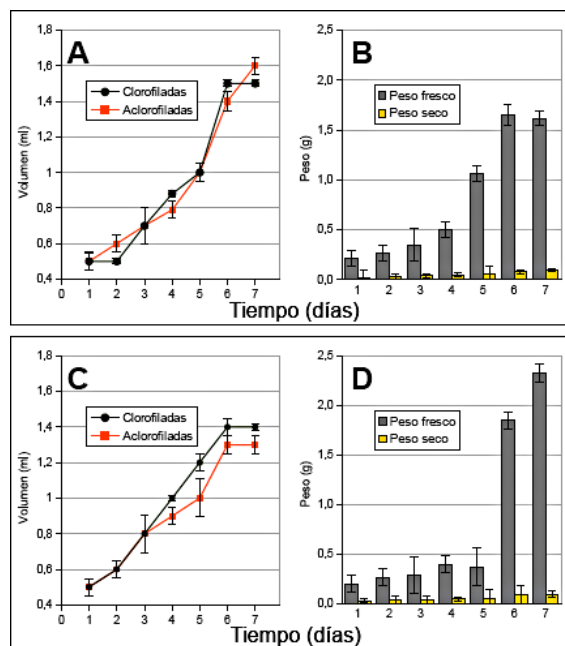 A
Volumen (ml)
1,8
1,6
1,4
1,2
1
0,8
0,6
0,4
Clorofiladas
Aclorofiladas
0 1 2 3 4 5 6 7
B
Peso (g)
2,5
2,0
1,5
1,0
0,5
0,0
Peso fresco
Peso seco
1 2 3 4 5 6 7
Tiempo (días)
C
Volumen (ml)
1,8
1,6
1,4
1,2
1
0,8
0,6
0,4
Clorofiladas
Aclorofiladas
0 1 2 3 4 5 6 7
D
Peso (g)
2,5
2,0
1,5
1,0
0,5
0,0
Peso fresco
Peso seco
1 2 3 4 5 6 7
Tiempo (días)